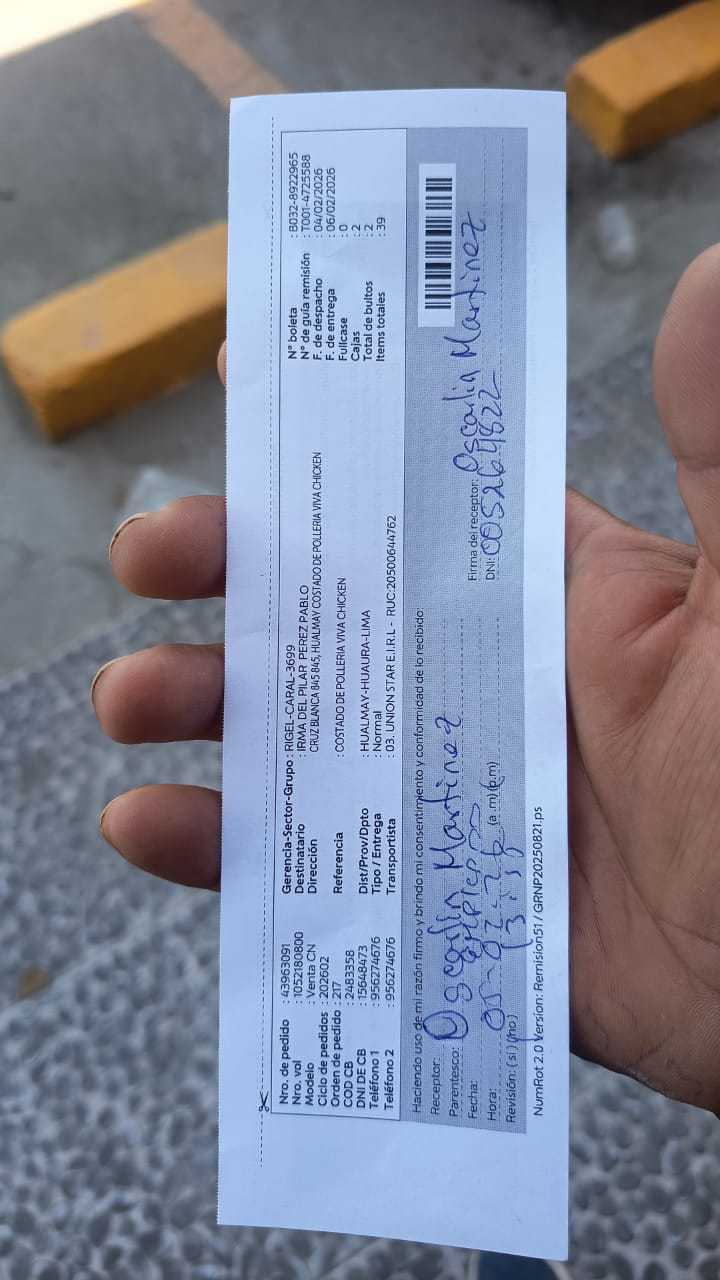 Nro. de pedido : 43963091
Nro. vol : 1052180800
Modelo : Venta CN
Ciclo de pedidos : 202602
Orden de pedido : 217
COD CB : 2483358
DNI DE CB : 15648473
Teléfono 1 : 956274676
Teléfono 2 : 956274676
Gerencia-Sector-Grupo : RIGEL-CARAL-3699
Destinatario : IRMA DEL PILAR PEREZ PABLO
Dirección : CRUZ BLANCA 845 845, HUALMAY COSTADO DE POLLERIA VIVA CHICKEN
Referencia : COSTADO DE POLLERIA VIVA CHICKEN
Dist/Prov/Dpto : HUALMAY-HUAURA-LIMA
Tipo / Entrega : Normal
Transportista : 03. UNION STAR E.I.R.L - RUC:20500644762
N° boleta : B032-8922965
N° de guía remisión : T001-4725588
F. de despacho : 04/02/2026
F. de entrega : 06/02/2026
Fullcase : 0
Cajas : 2
Total de bultos : 2
Items totales : 39
Haciendo uso de mi razón firmo y brindo mi consentimiento y conformidad de lo recibido
Receptor: Oscarlin Martinez
Parentesco:
Fecha:
Hora: (a .m) (p.m)
Revisión: ( si ) (no)
Firma del receptor: Oscarlin Martinez
DNI: 005269822
NumRot 2.0 Version: Remision51 / GRNP20250821.ps